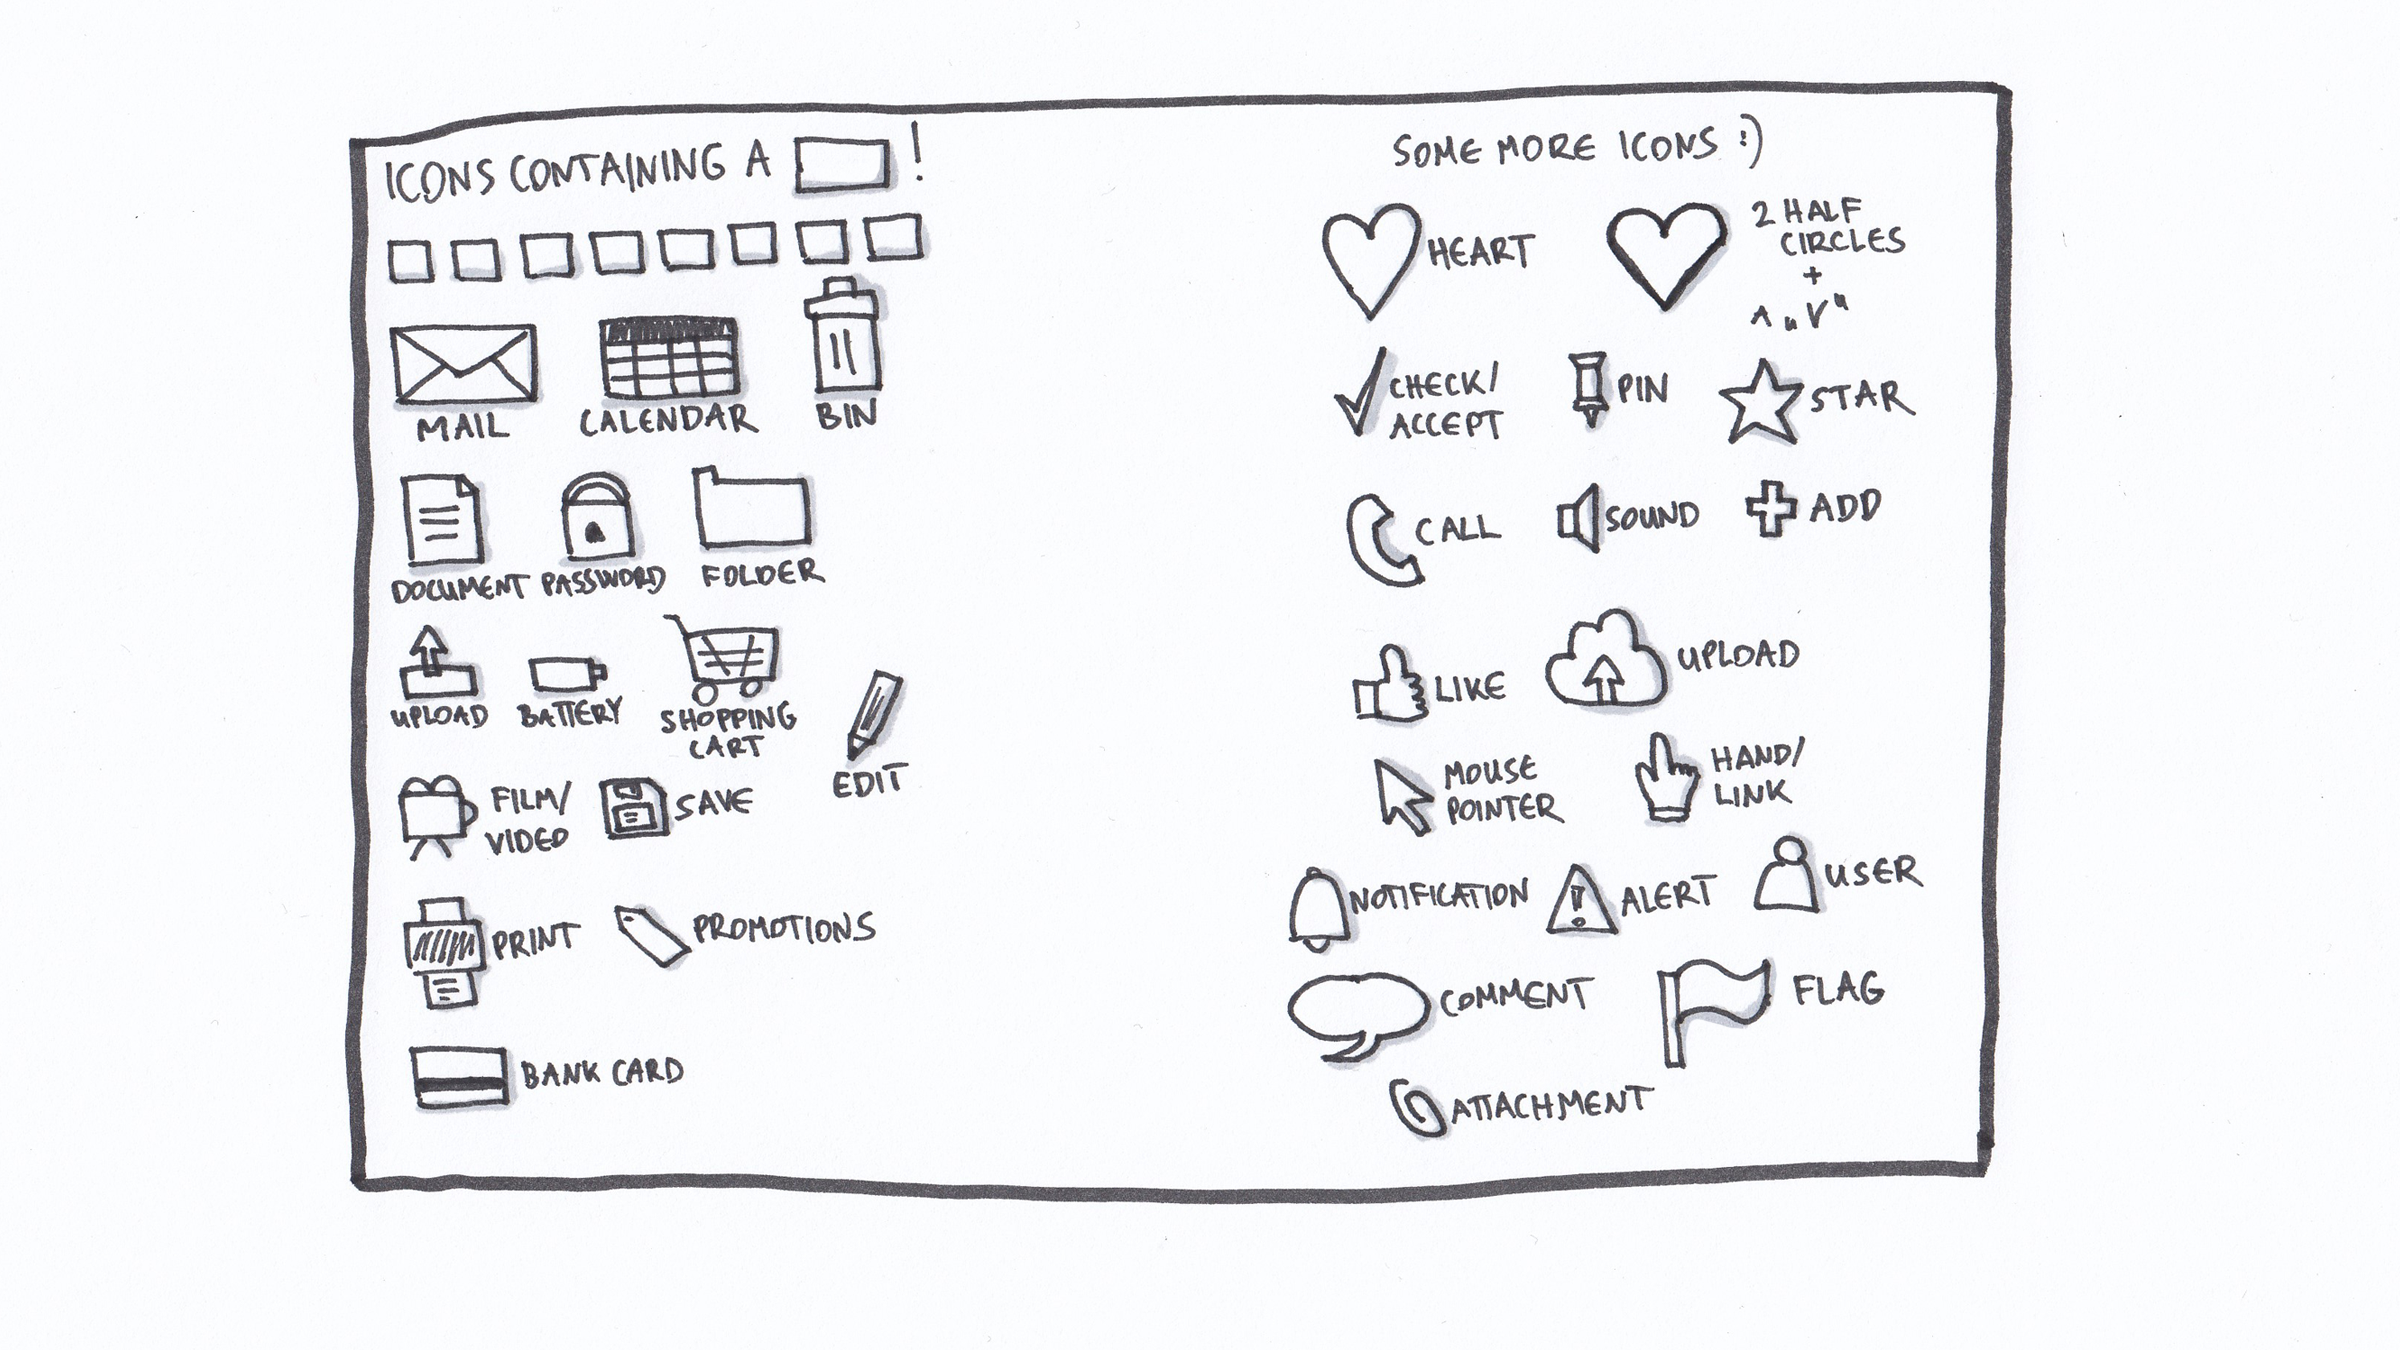 ICONS CONTAINING A !
MAIL
CALENDAR
BIN
DOCUMENT
PASSWORD
FOLDER
UPLOAD
BATTERY
SHOPPING
CART
EDIT
FILM/
VIDEO
SAVE
PRINT
PROMOTIONS
BANK CARD
SOME MORE ICONS :)
HEART
2 HALF
CIRCLES
+
A "V"
CHECK/
ACCEPT
PIN
STAR
CALL
SOUND
ADD
LIKE
UPLOAD
MOUSE
POINTER
HAND/
LINK
NOTIFICATION
!
ALERT
USER
COMMENT
FLAG
ATTACHMENT